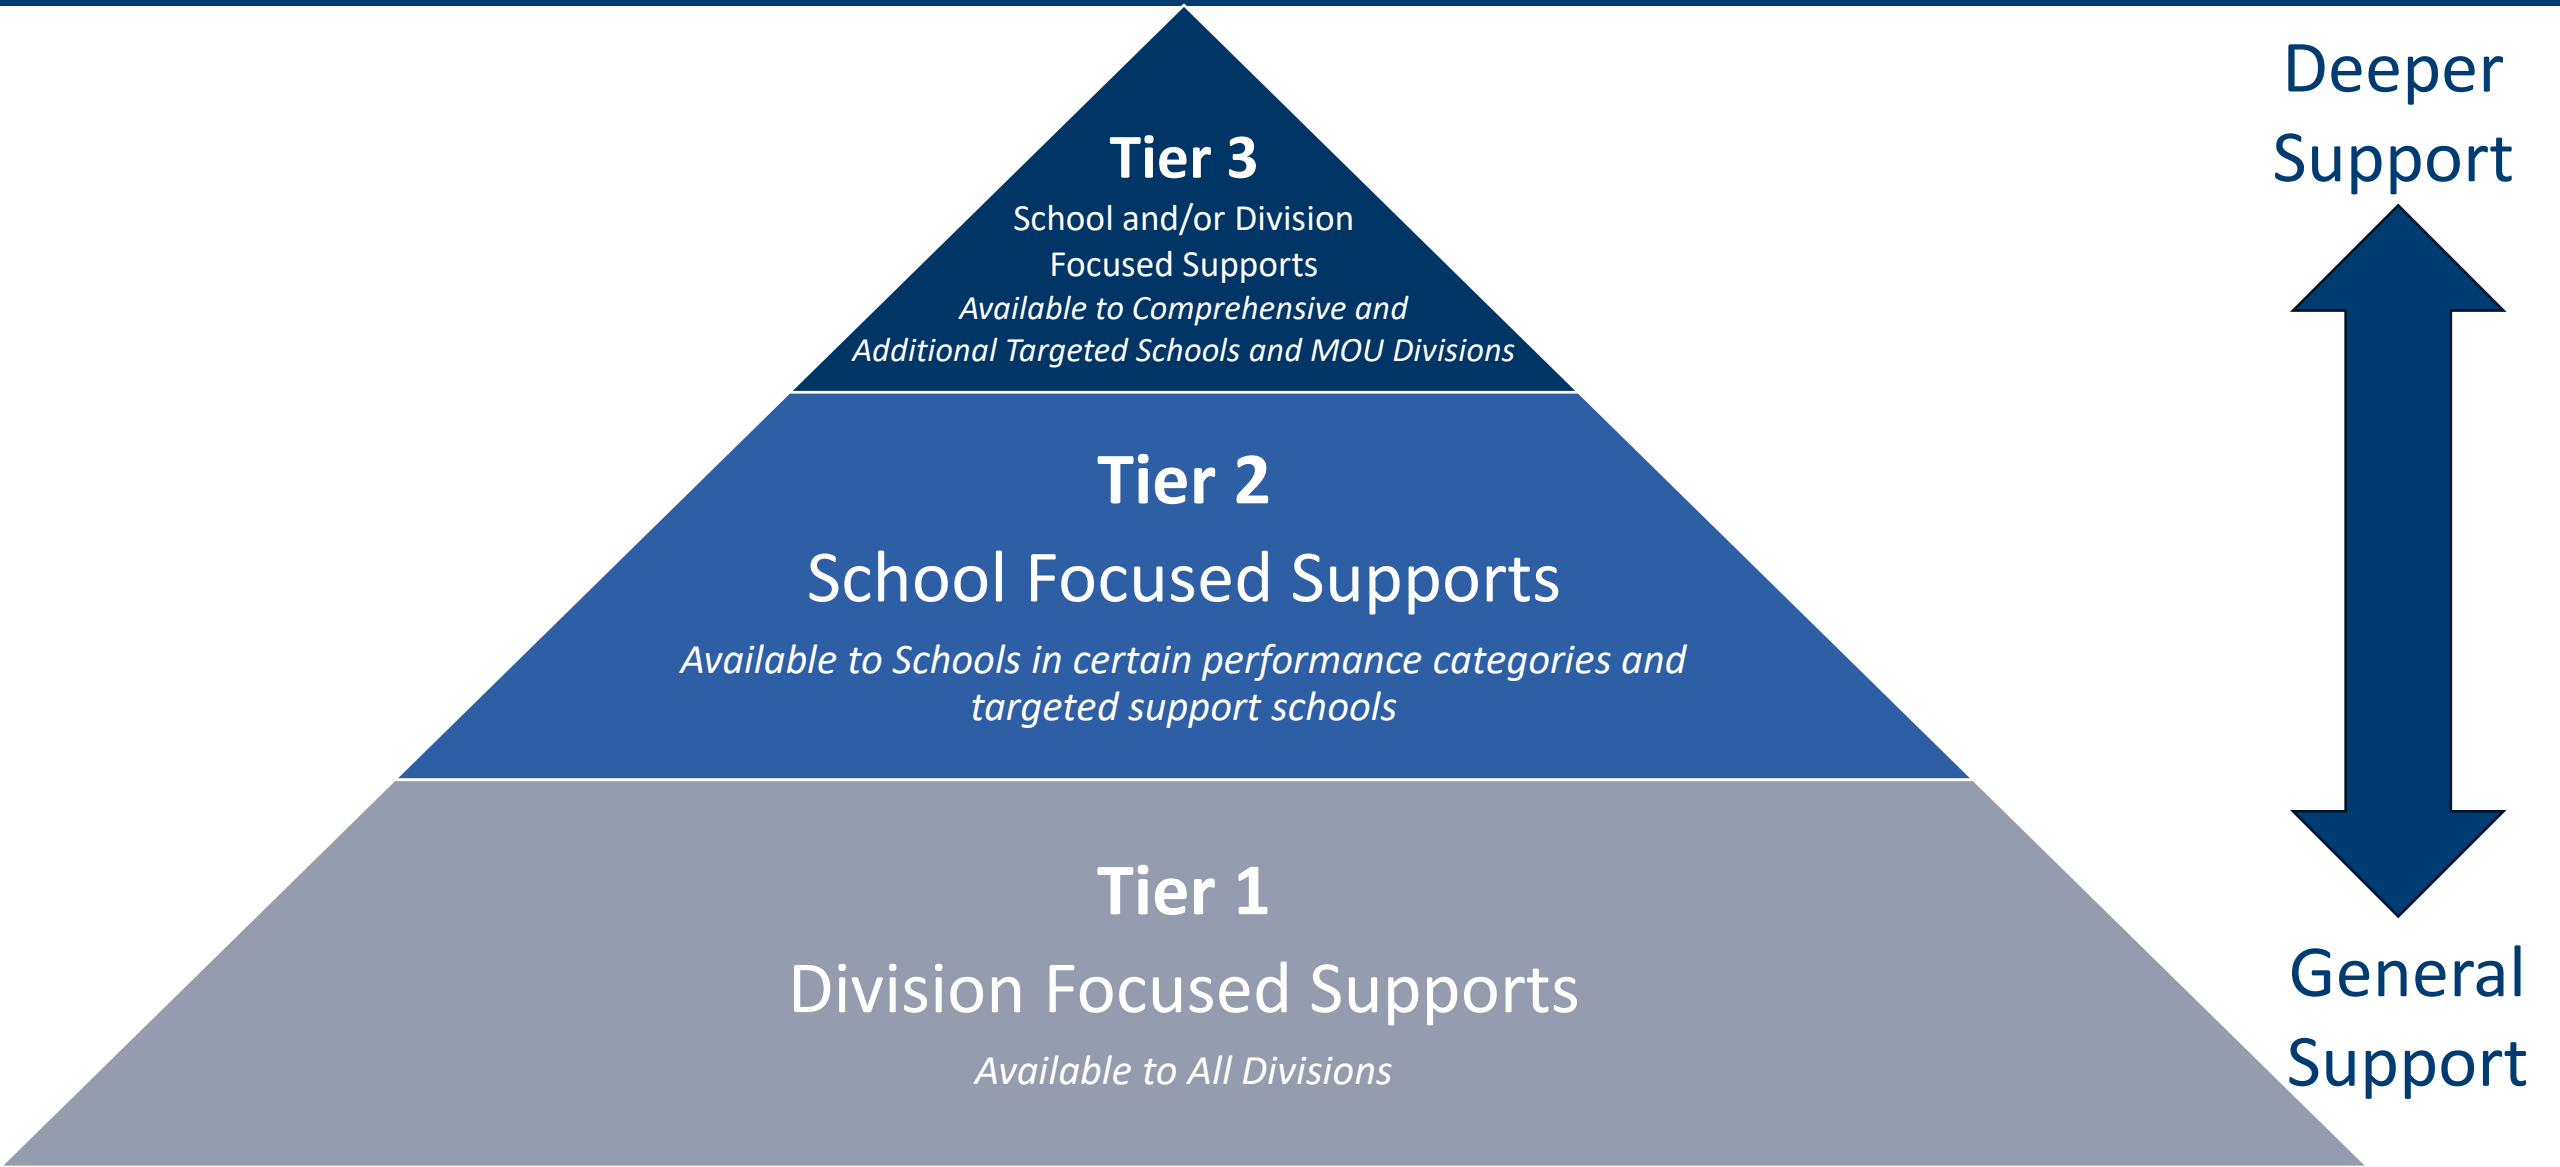 Tier 3
School and/or Division
Focused Supports
Available to Comprehensive and
Additional Targeted Schools and MOU Divisions
Tier 2
School Focused Supports
Available to Schools in certain performance categories and
targeted support schools
Tier 1
Division Focused Supports
Available to All Divisions
Deeper
Support
General
Support